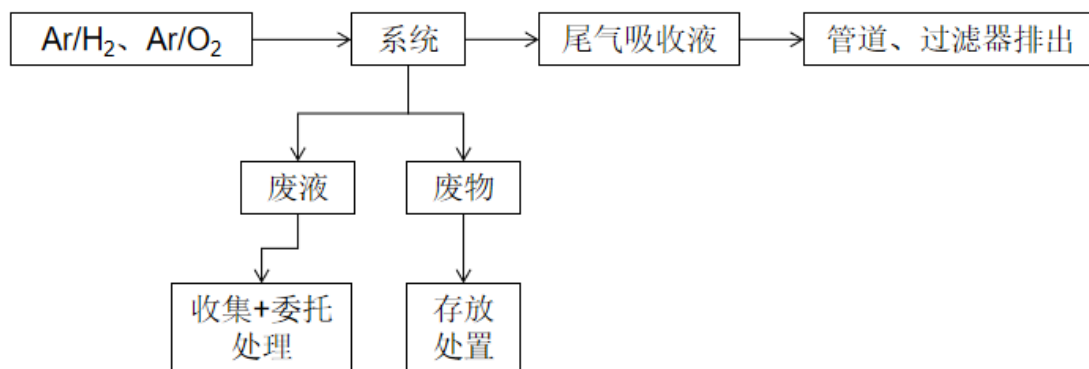 Ar/H2、Ar/O2
系统
尾气吸收液
管道、过滤器排出
废液
废物
收集+委托
处理
存放
处置